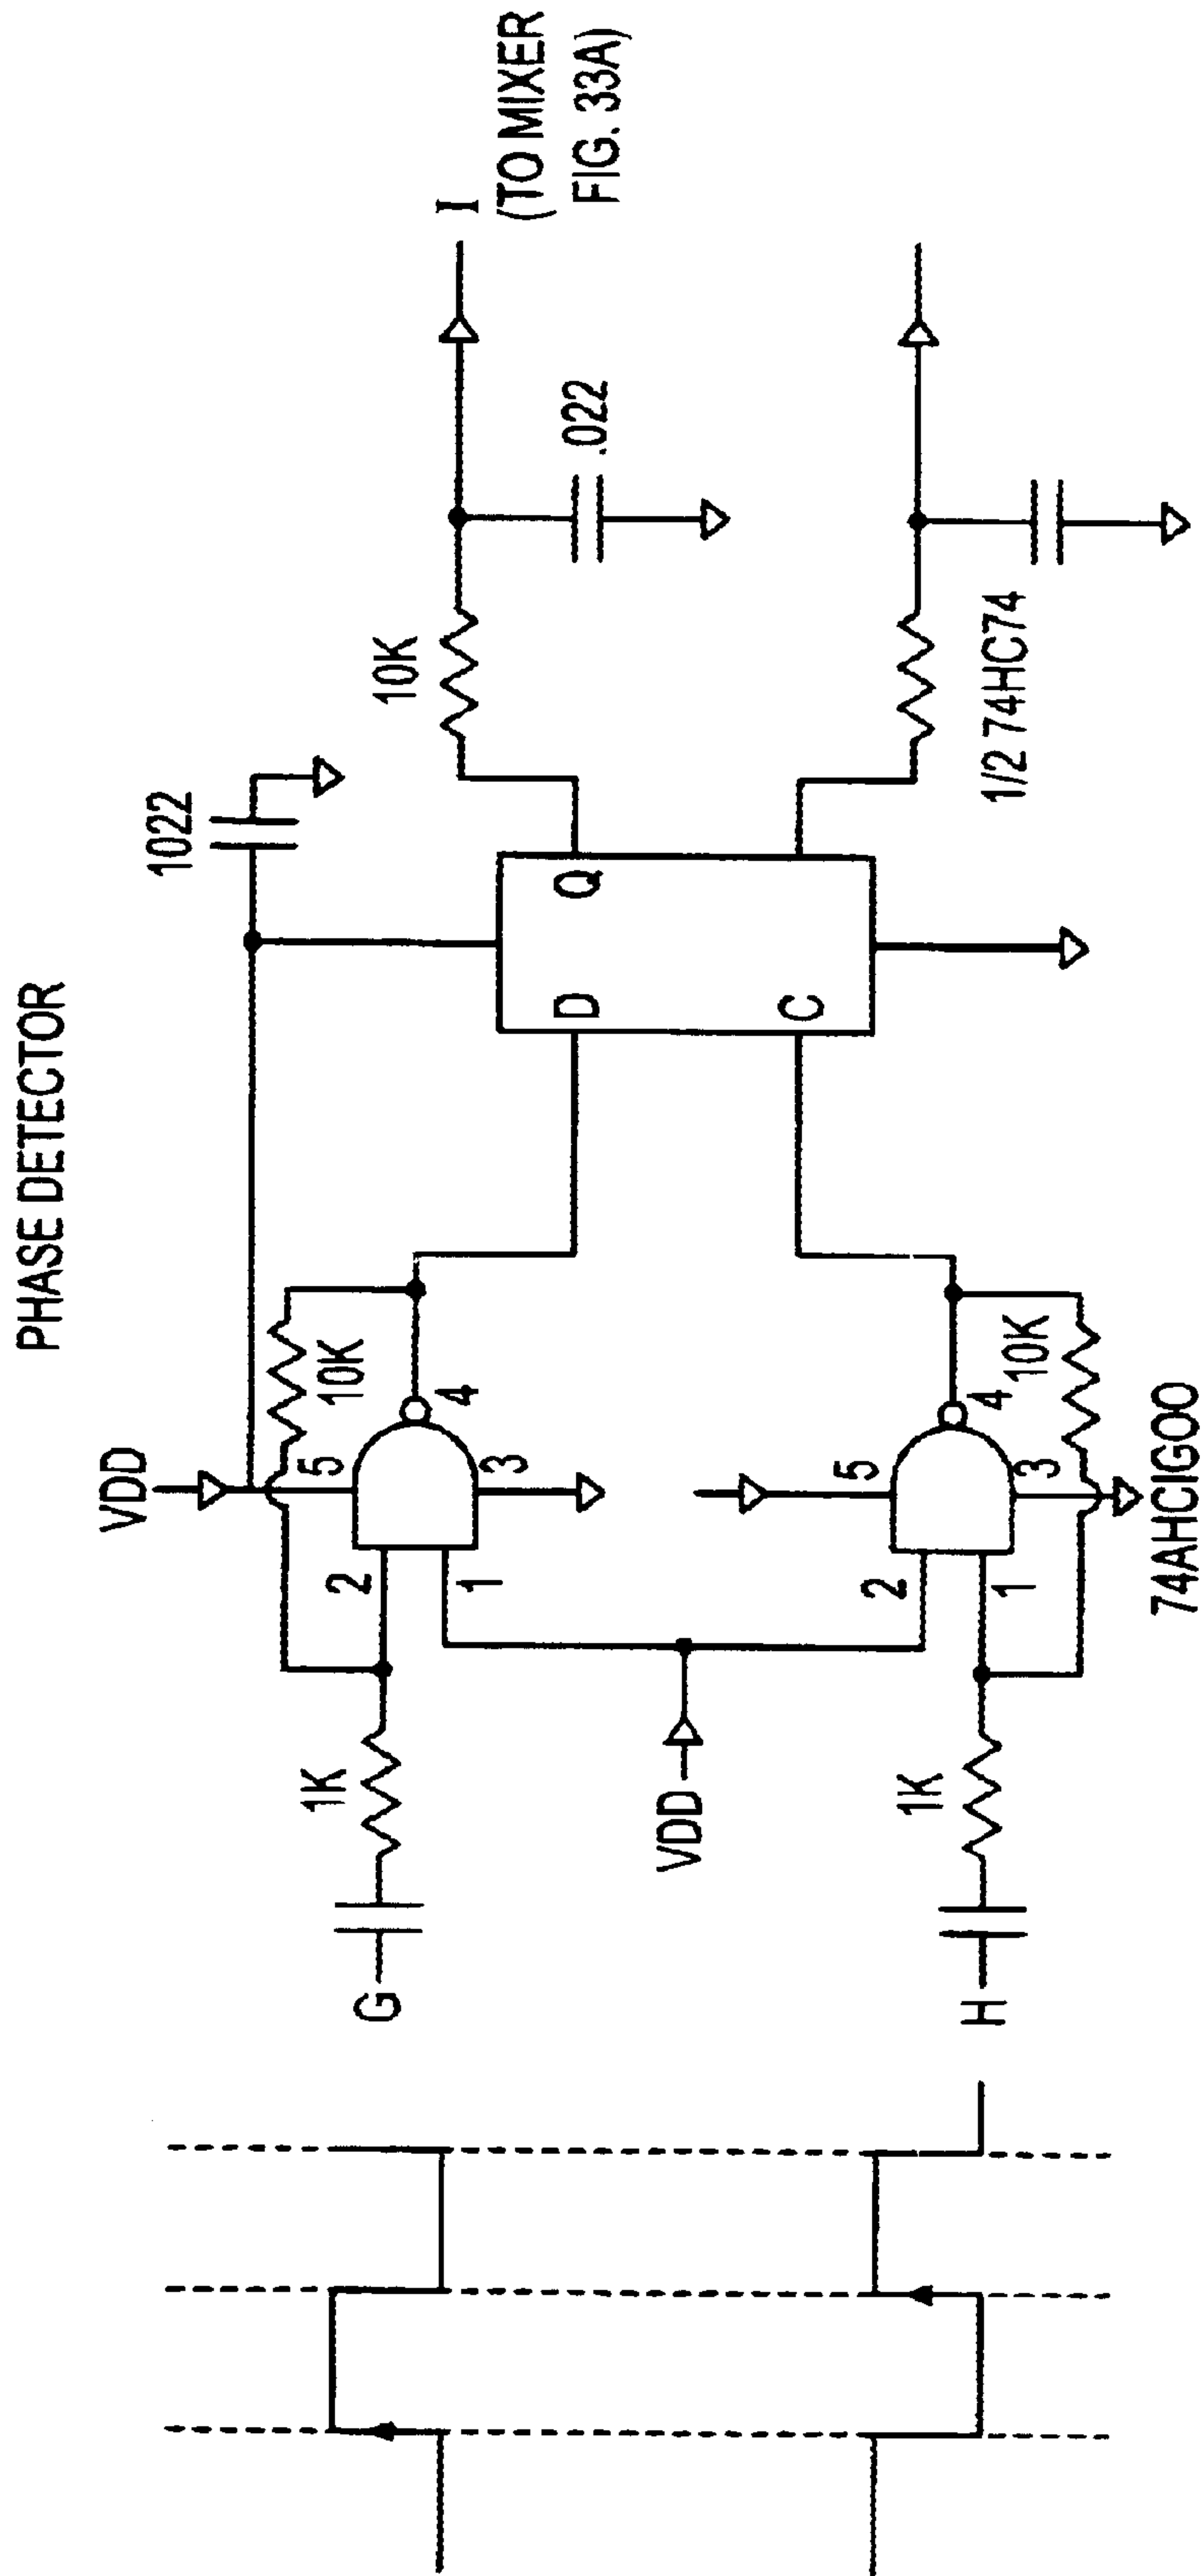 PHASE DETECTOR
VDD
1022
10K
5
2
4
G
1K
1
3
D
Q
10K
I
(TO MIXER
FIG. 33A)
.022
VDD
C
5
2
4
H
1K
1
3
10K
1/2 74HC74
74AHCIGOO